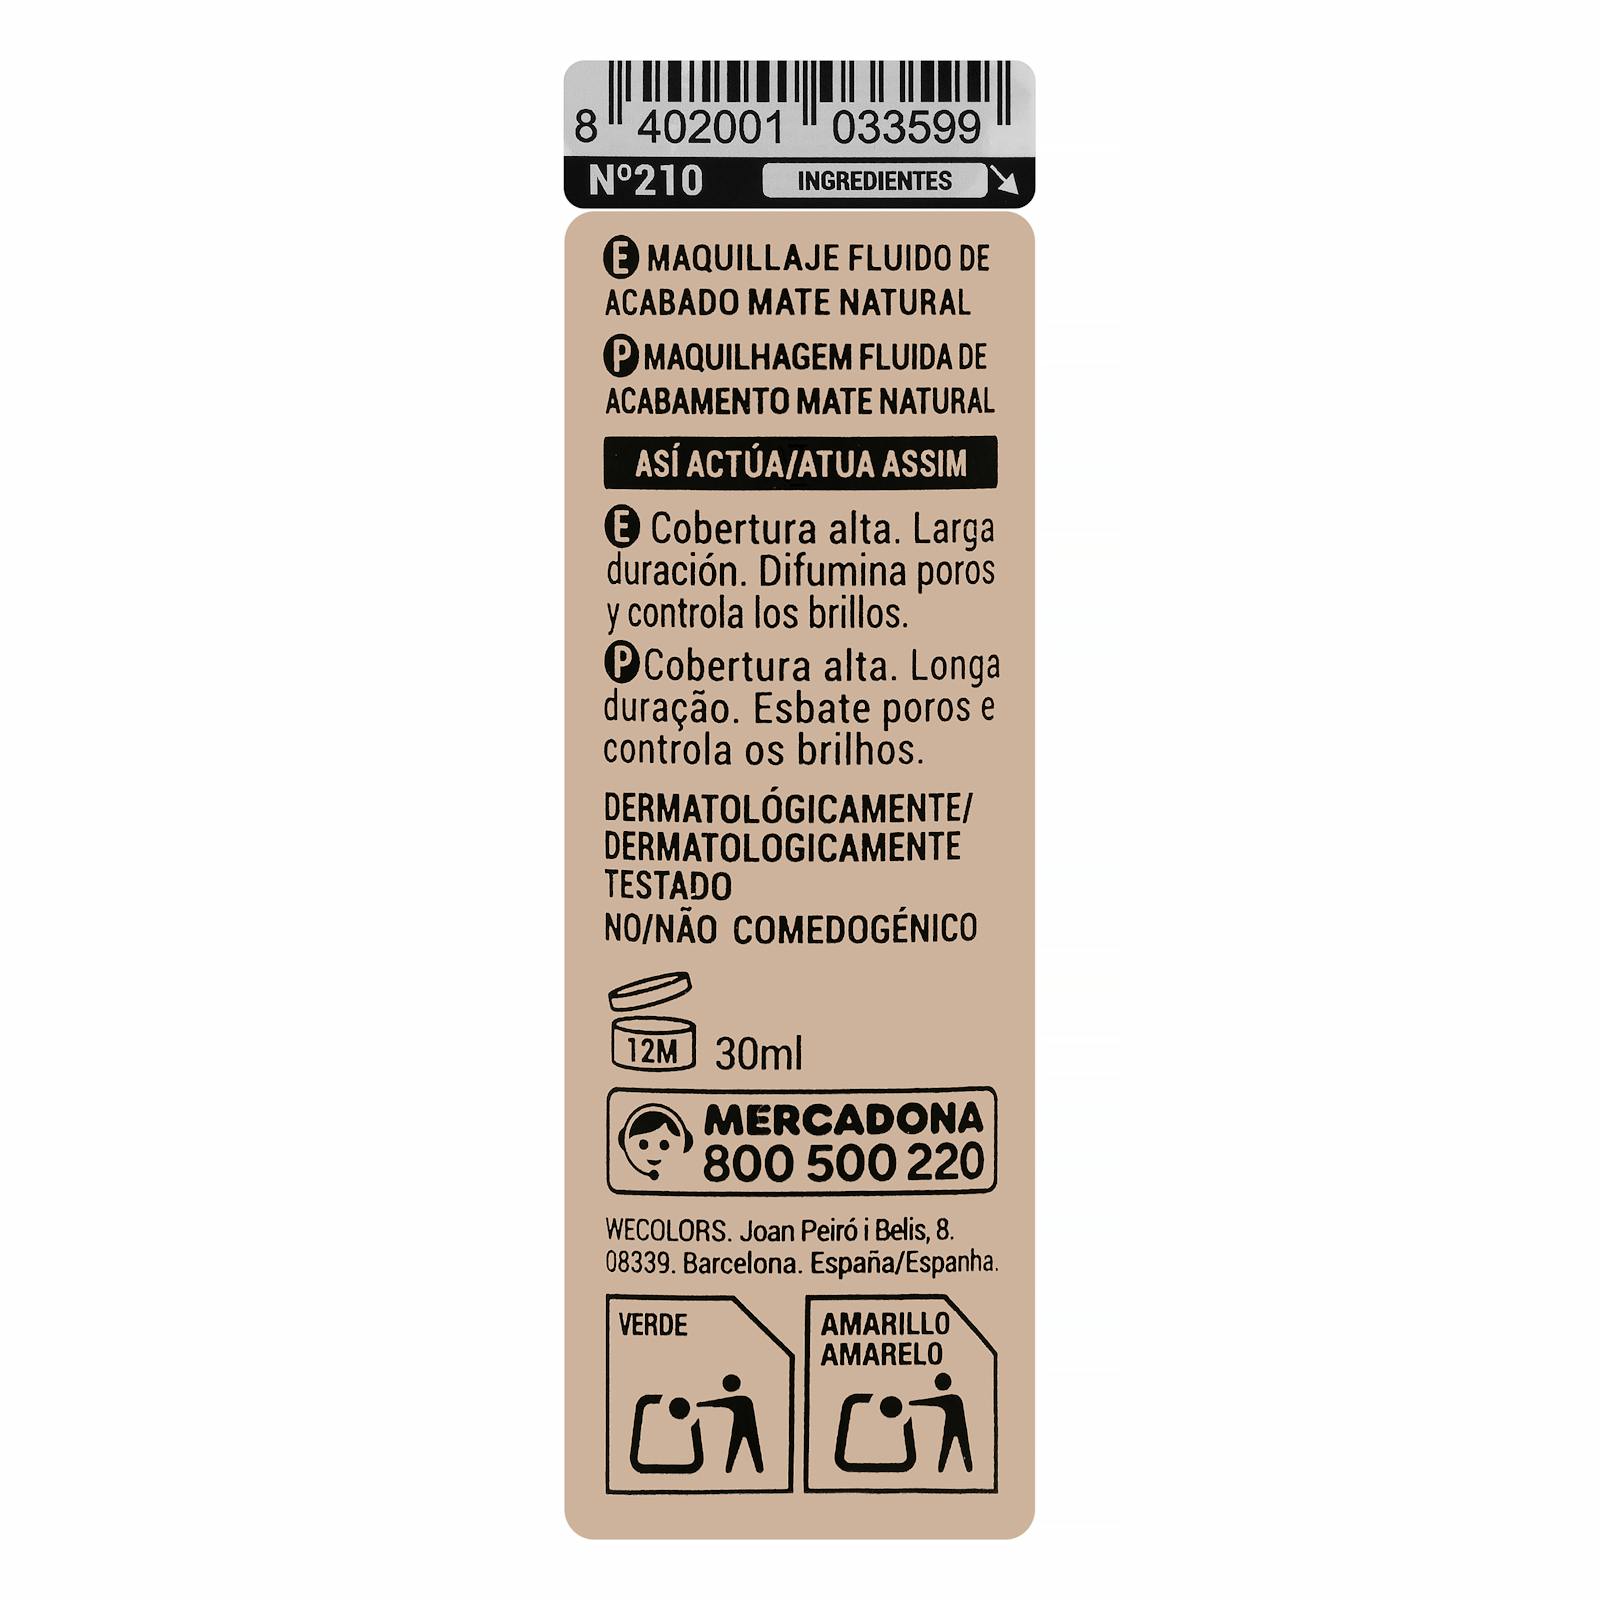 8 402001 033599
Nº210 INGREDIENTES
E MAQUILLAJE FLUIDO DE
ACABADO MATE NATURAL
P MAQUILHAGEM FLUIDA DE
ACABAMENTO MATE NATURAL
ASÍ ACTÚA/ATUA ASSIM
E Cobertura alta. Larga
duración. Difumina poros
y controla los brillos.
P Cobertura alta. Longa
duração. Esbate poros e
controla os brilhos.
DERMATOLÓGICAMENTE/
DERMATOLOGICAMENTE
TESTADO
NO/NÃO COMEDOGÉNICO
12M 30ml
MERCADONA
800 500 220
WECOLORS. Joan Peiró i Belis, 8.
08339. Barcelona. España/Espanha.
VERDE
AMARILLO
AMARELO